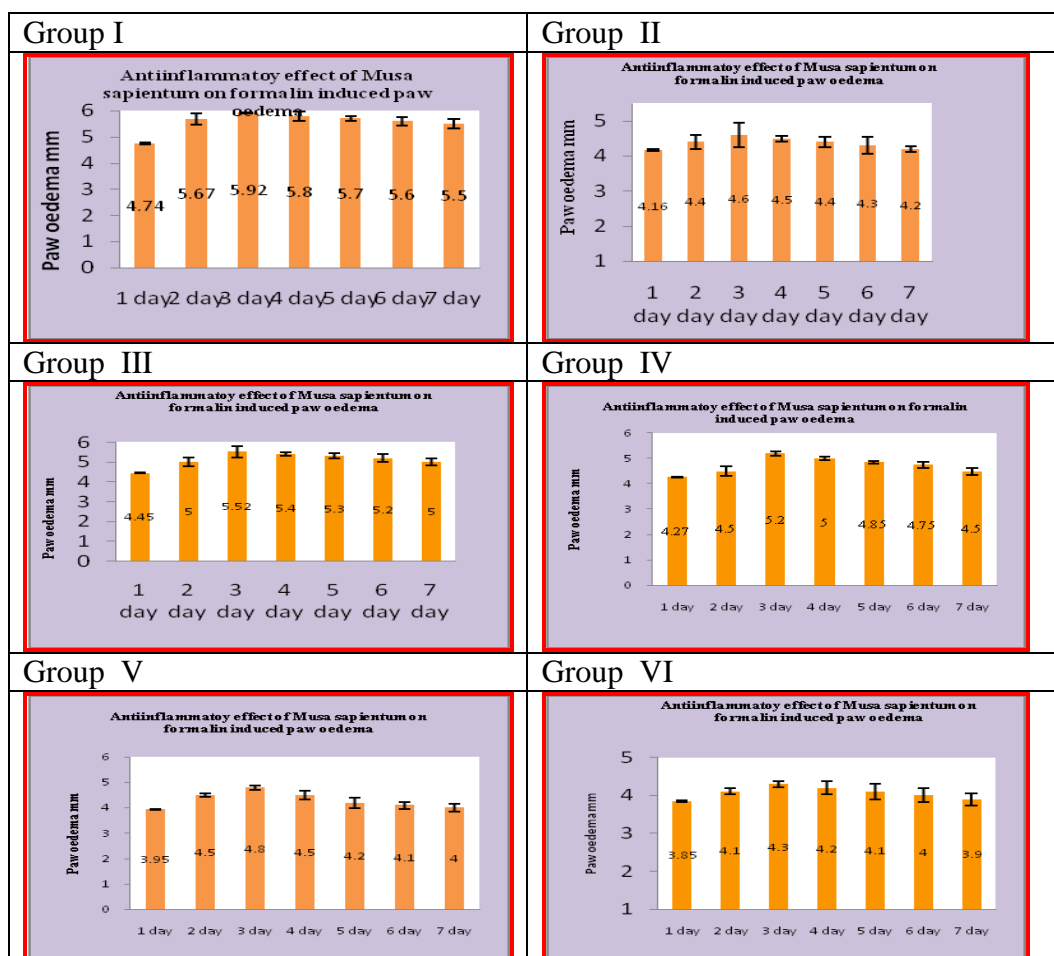 Group I
Antiinflammatoy effect of Musa
sapientum on formalin induced paw
oedema
Paw oedema mm
6
5
4
3
2
1
0
4.74 5.67 5.92 5.8 5.7 5.6 5.5
1 day 2 day 3 day 4 day 5 day 6 day 7 day
Group II
Antiinflammatoy effect of Musa sapientum on
formalin induced paw oedema
Paw oedema mm
5
4
3
2
1
4.16 4.4 4.6 4.5 4.4 4.3 4.2
1 2 3 4 5 6 7
day day day day day day day
Group III
Antiinflammatoy effect of Musa sapientum on
formalin induced paw oedema
Paw oedema mm
6
5
4
3
2
1
0
4.45 5 5.52 5.4 5.3 5.2 5
1 2 3 4 5 6 7
day day day day day day day
Group IV
Antiinflammatoy effect of Musa sapientum on formalin
induced paw oedema
Paw oedema mm
6
5
4
3
2
1
0
4.27 4.5 5.2 5 4.85 4.75 4.5
1 day 2 day 3 day 4 day 5 day 6 day 7 day
Group V
Antiinflammatoy effect of Musa sapientum on
formalin induced paw oedema
Paw oedema mm
6
5
4
3
2
1
0
3.95 4.5 4.8 4.5 4.2 4.1 4
1 day 2 day 3 day 4 day 5 day 6 day 7 day
Group VI
Antiinflammatoy effect of Musa sapientum on
formalin induced paw oedema
Paw oedema mm
5
4
3
2
1
3.85 4.1 4.3 4.2 4.1 4 3.9
1 day 2 day 3 day 4 day 5 day 6 day 7 day